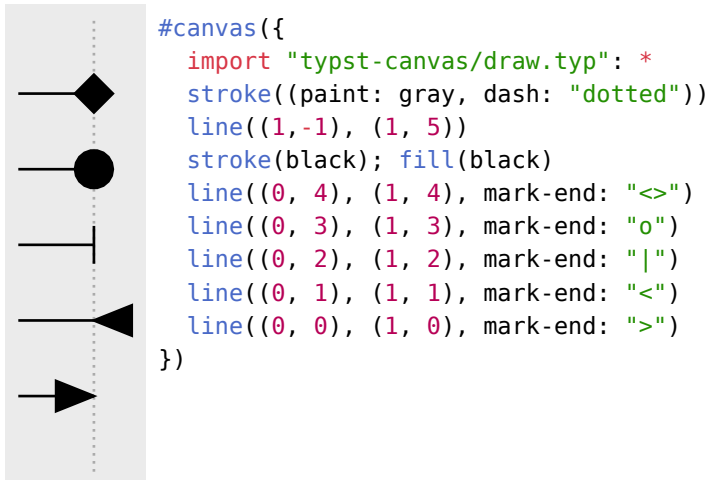 #canvas({
  import "typst-canvas/draw.typ": *
  stroke((paint: gray, dash: "dotted"))
  line((1,-1), (1, 5))
  stroke(black); fill(black)
  line((0, 4), (1, 4), mark-end: "<>")
  line((0, 3), (1, 3), mark-end: "o")
  line((0, 2), (1, 2), mark-end: "|")
  line((0, 1), (1, 1), mark-end: "<")
  line((0, 0), (1, 0), mark-end: ">")
})